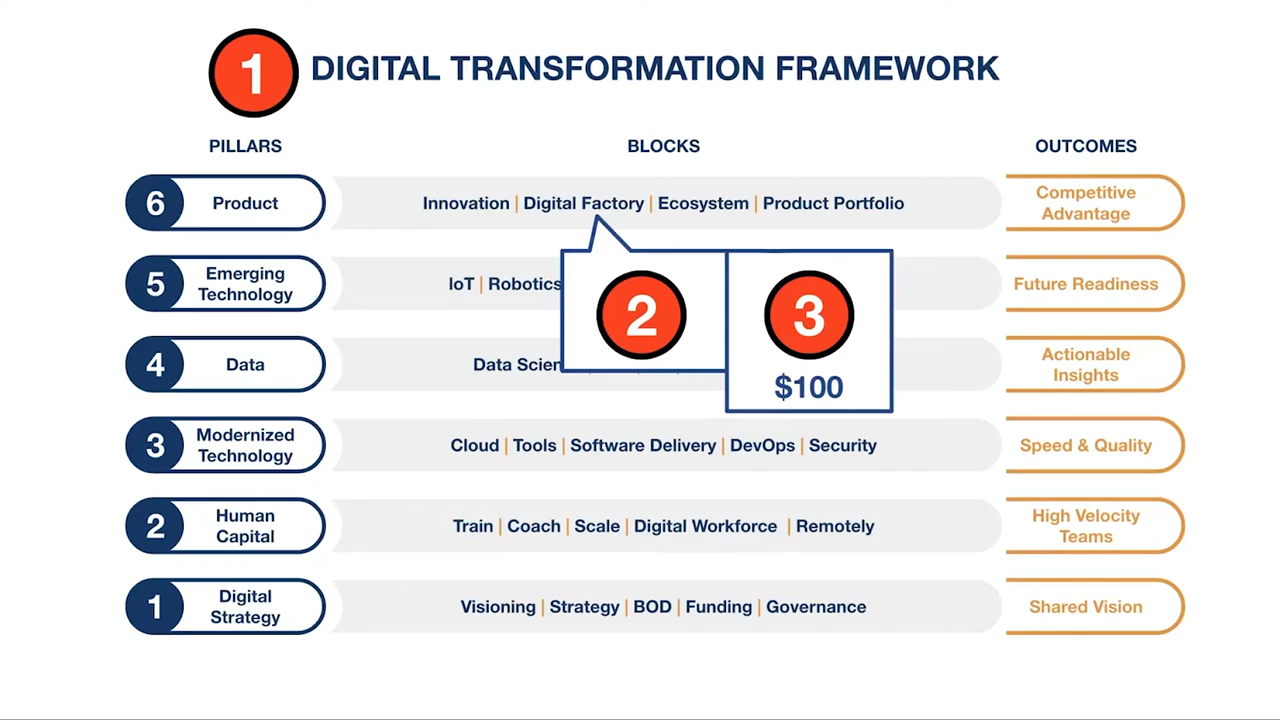 1 DIGITAL TRANSFORMATION FRAMEWORK
PILLARS BLOCKS OUTCOMES
6 Product Innovation | Digital Factory | Ecosystem | Product Portfolio Competitive
Advantage
5 Emerging
Technology IoT | Robotics Future Readiness
2 3
$100
4 Data Data Actionable
Insights
3 Modernized
Technology Cloud | Tools | Software Delivery | DevOps | Security Speed & Quality
2 Human
Capital Train | Coach | Scale | Digital Workforce | Remotely High Velocity
Teams
1 Digital
Strategy Visioning | Strategy | BOD | Funding | Governance Shared Vision